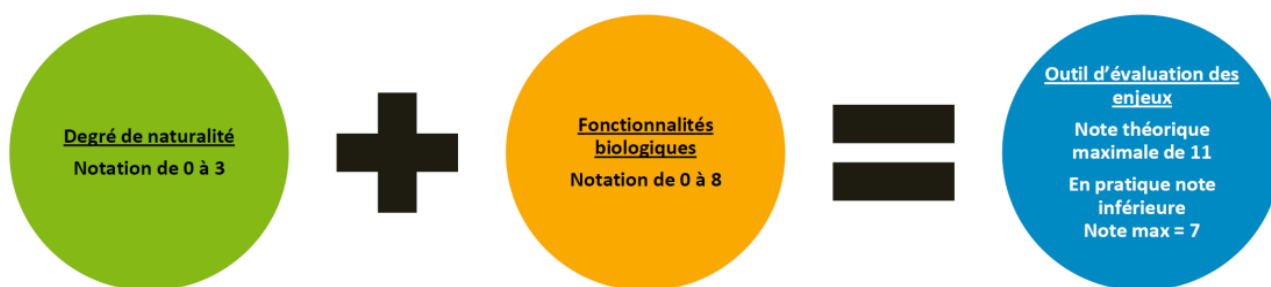 Degré de naturalité
Notation de 0 à 3
Fonctionnalités
biologiques
Notation de 0 à 8
Outil d'évaluation des
enjeux
Note théorique
maximale de 11
En pratique note
inférieure
Note max = 7